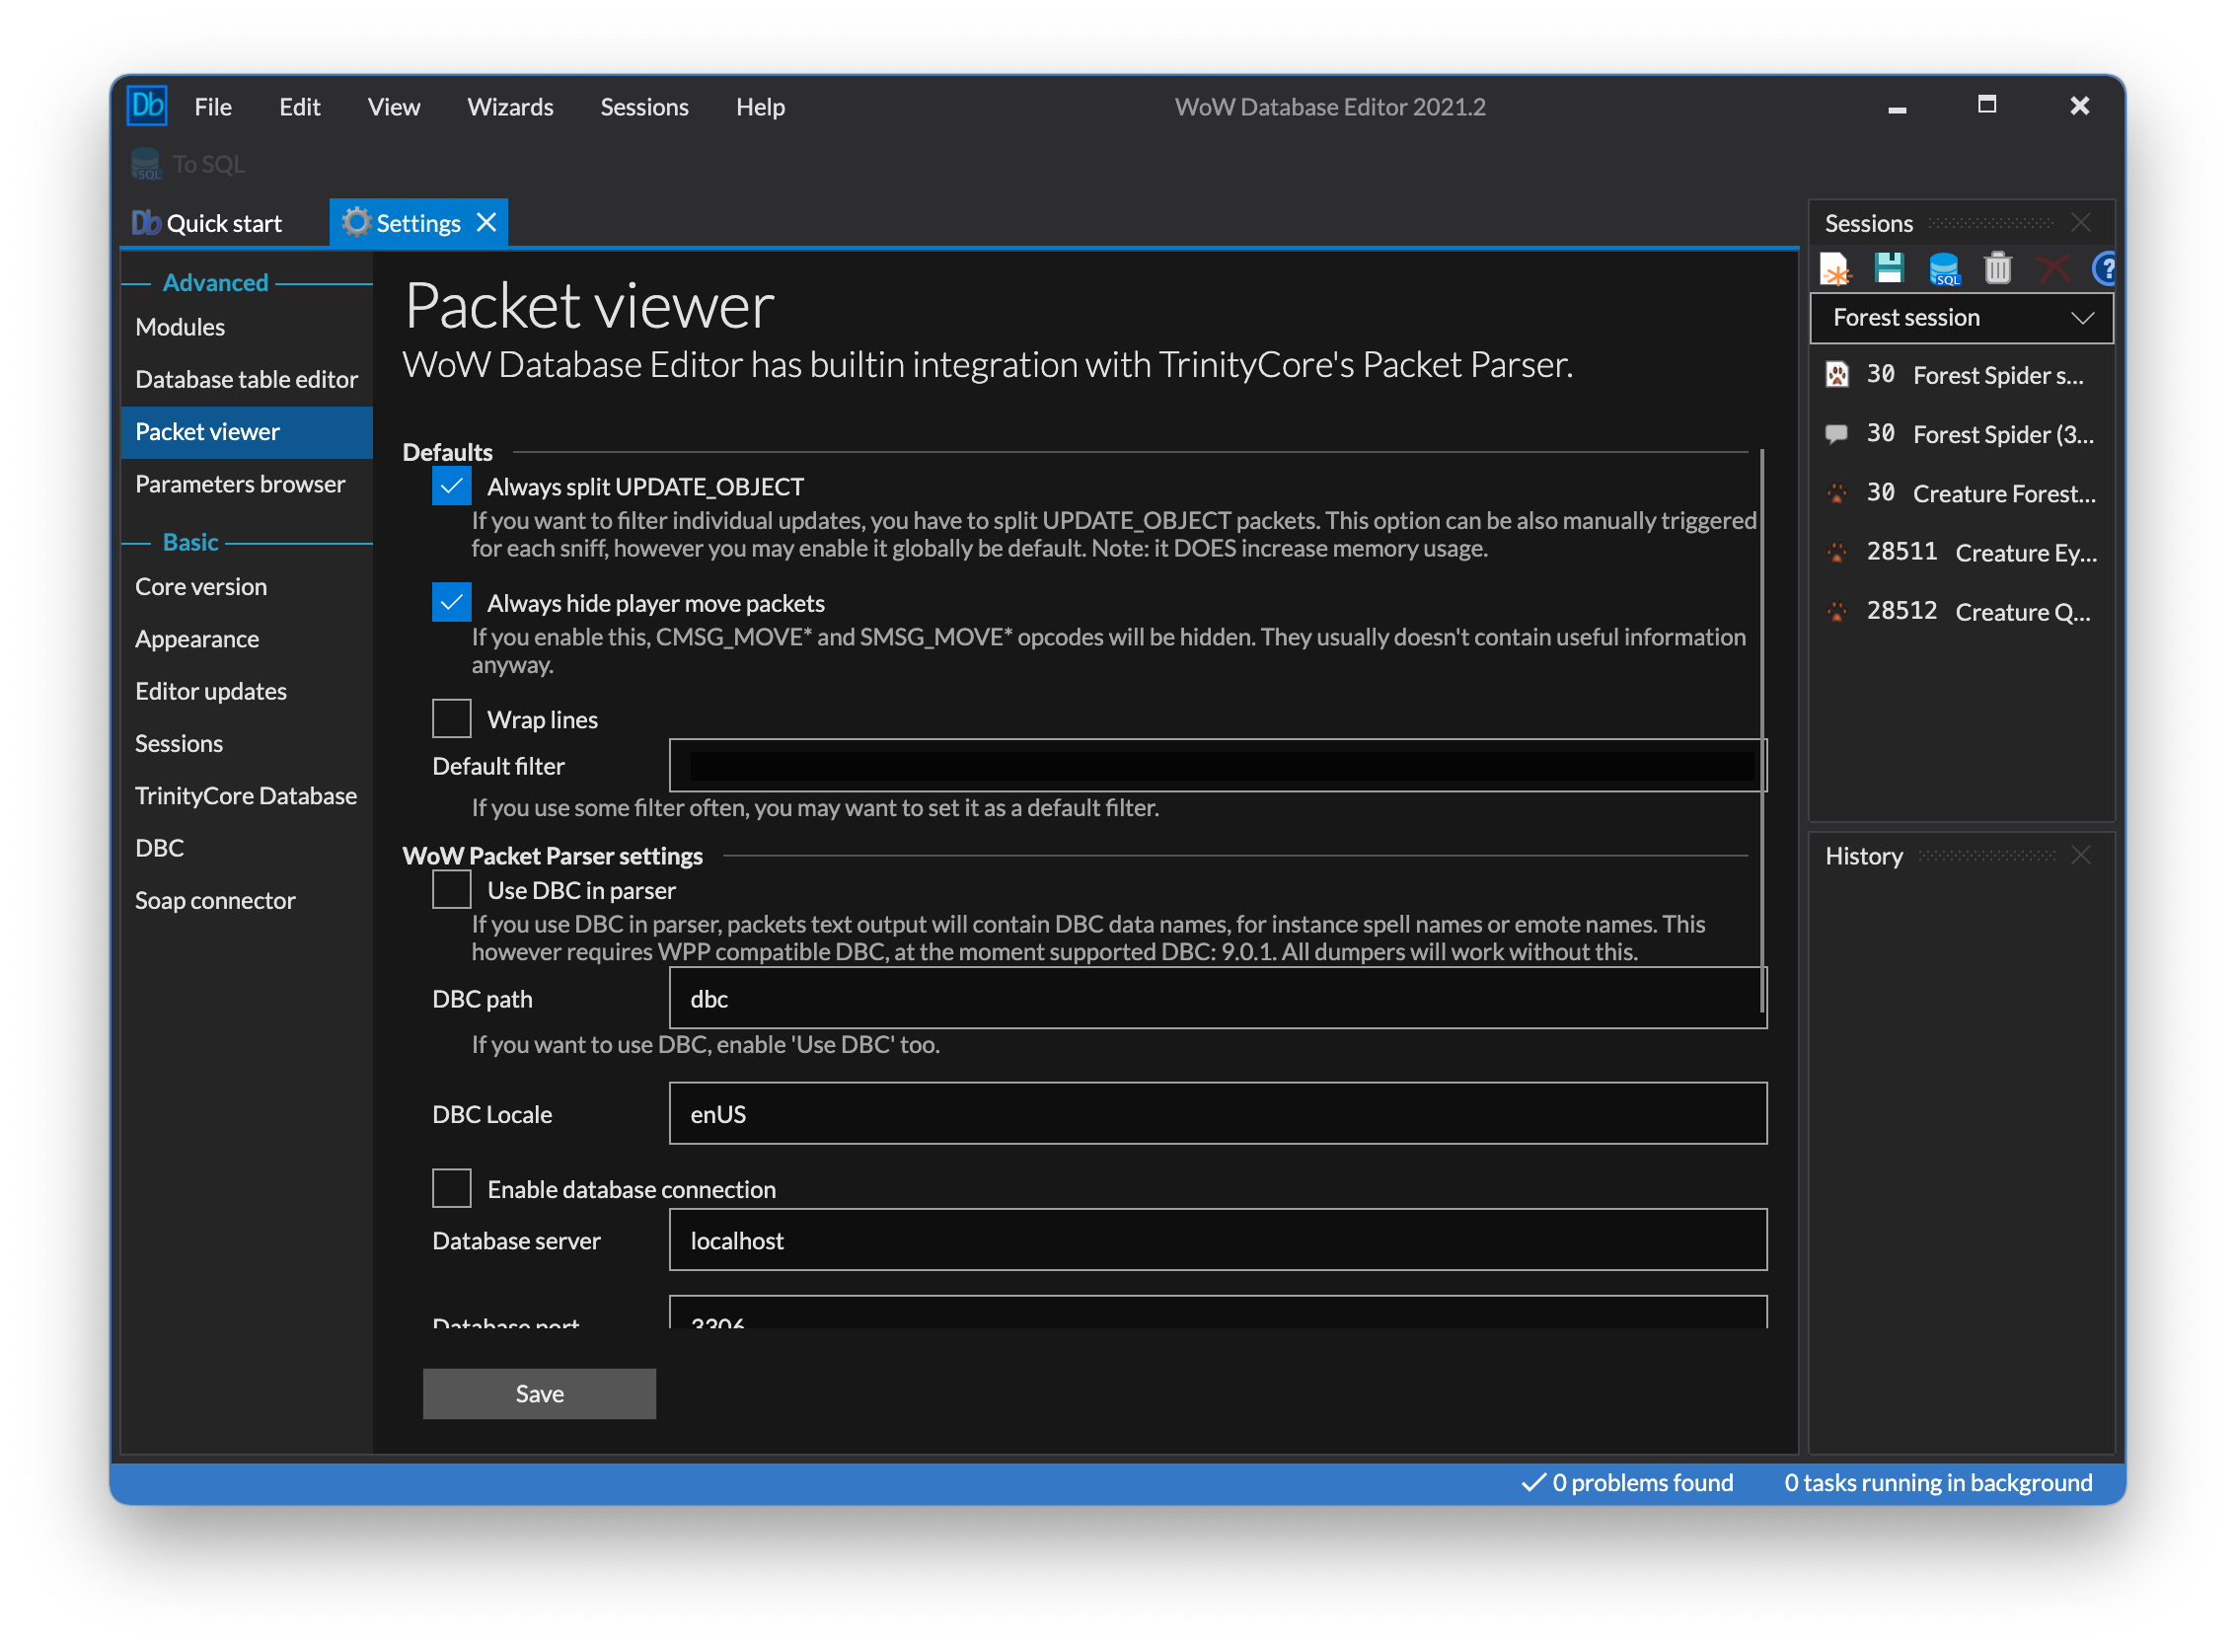 Db File Edit View Wizards Sessions Help WoW Database Editor 2021.2
SQL To SQL
Db Quick start Settings
Advanced
Modules
Database table editor
Packet viewer
Parameters browser
Basic
Core version
Appearance
Editor updates
Sessions
TrinityCore Database
DBC
Soap connector
Packet viewer
WoW Database Editor has builtin integration with TrinityCore's Packet Parser.
Defaults
Always split UPDATE_OBJECT
If you want to filter individual updates, you have to split UPDATE_OBJECT packets. This option can be also manually triggered
for each sniff, however you may enable it globally be default. Note: it DOES increase memory usage.
Always hide player move packets
If you enable this, CMSG_MOVE* and SMSG_MOVE* opcodes will be hidden. They usually doesn't contain useful information
anyway.
Wrap lines
Default filter
If you use some filter often, you may want to set it as a default filter.
WoW Packet Parser settings
Use DBC in parser
If you use DBC in parser, packets text output will contain DBC data names, for instance spell names or emote names. This
however requires WPP compatible DBC, at the moment supported DBC: 9.0.1. All dumpers will work without this.
DBC path dbc
If you want to use DBC, enable 'Use DBC' too.
DBC Locale enUS
Enable database connection
Database server localhost
Database port 3306
Save
Sessions
SQL ?
Forest session
30 Forest Spider s...
30 Forest Spider (3...
30 Creature Forest...
28511 Creature Ey...
28512 Creature Q...
History
0 problems found 0 tasks running in background